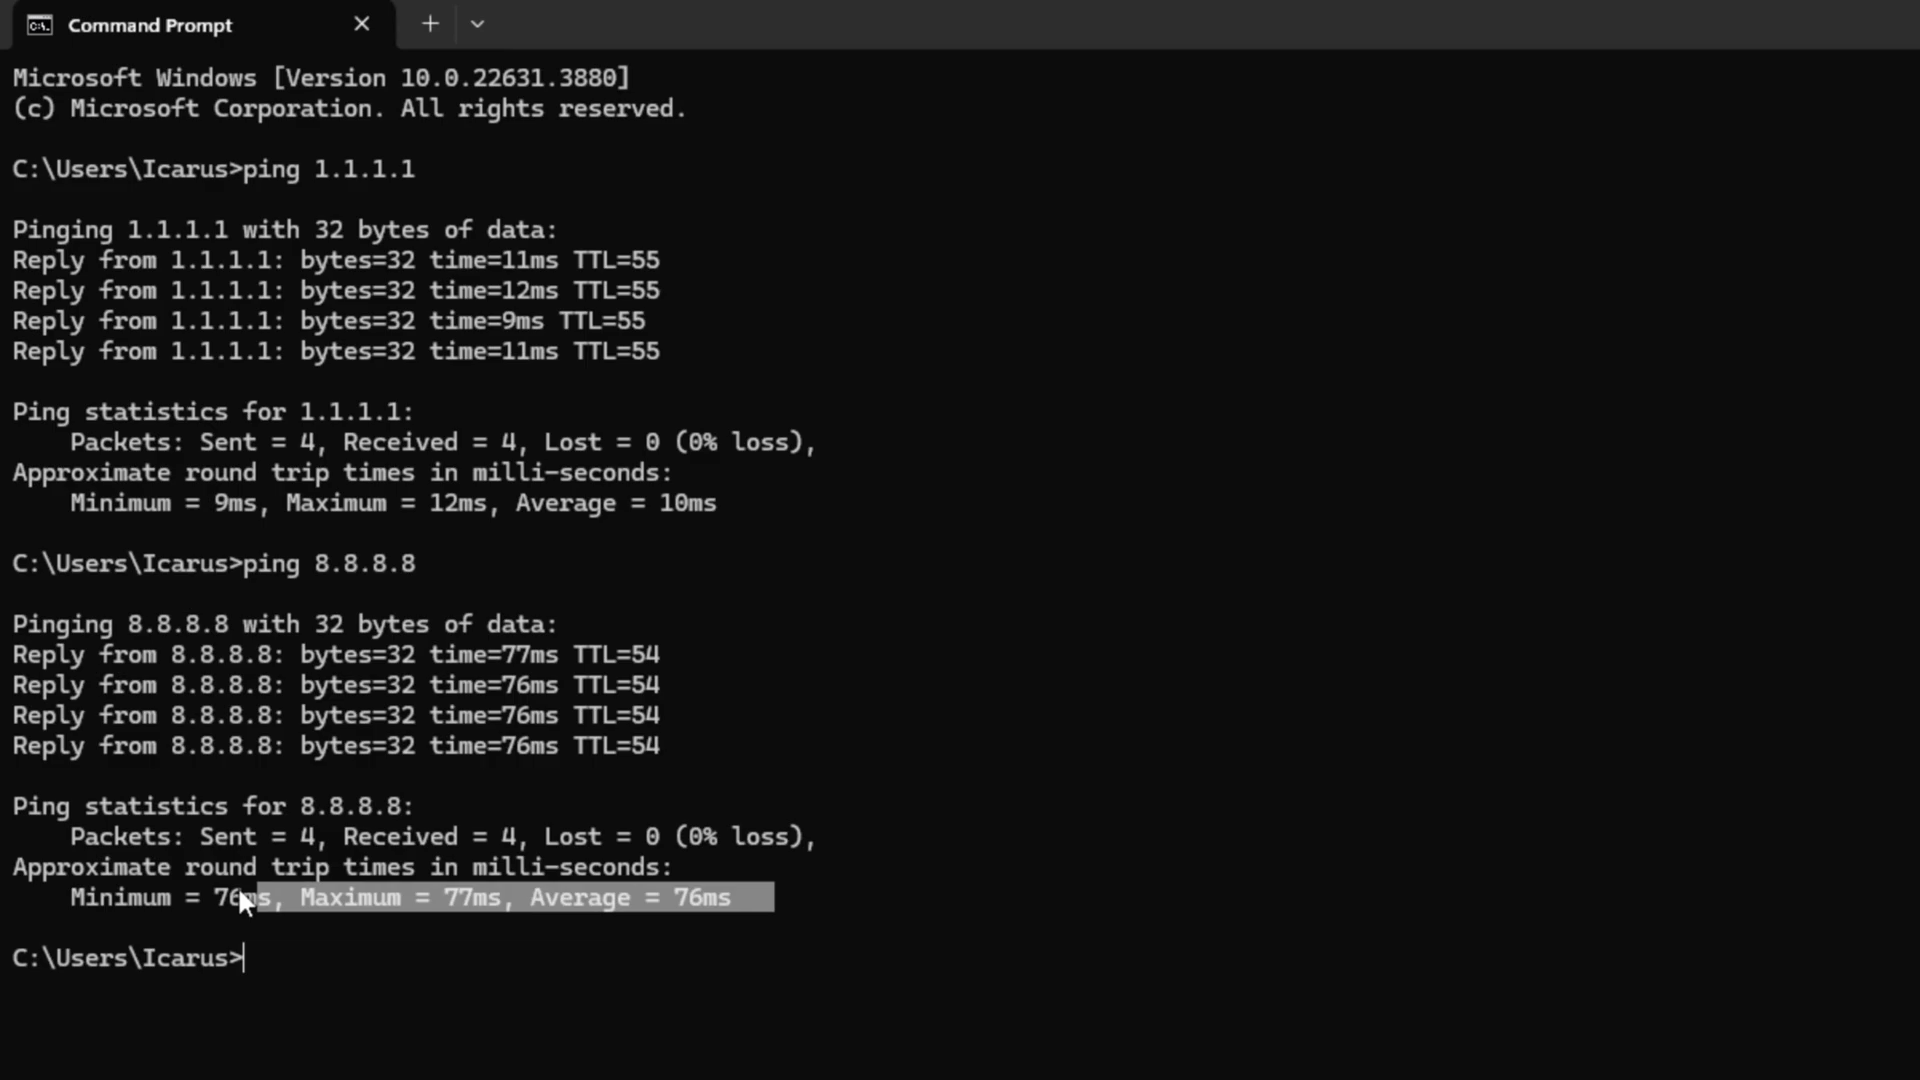 Command Prompt
Microsoft Windows [Version 10.0.22631.3880]
(c) Microsoft Corporation. All rights reserved.
C:\Users\Icarus>ping 1.1.1.1
Pinging 1.1.1.1 with 32 bytes of data:
Reply from 1.1.1.1: bytes=32 time=11ms TTL=55
Reply from 1.1.1.1: bytes=32 time=12ms TTL=55
Reply from 1.1.1.1: bytes=32 time=9ms TTL=55
Reply from 1.1.1.1: bytes=32 time=11ms TTL=55
Ping statistics for 1.1.1.1:
    Packets: Sent = 4, Received = 4, Lost = 0 (0% loss),
Approximate round trip times in milli-seconds:
    Minimum = 9ms, Maximum = 12ms, Average = 10ms
C:\Users\Icarus>ping 8.8.8.8
Pinging 8.8.8.8 with 32 bytes of data:
Reply from 8.8.8.8: bytes=32 time=77ms TTL=54
Reply from 8.8.8.8: bytes=32 time=76ms TTL=54
Reply from 8.8.8.8: bytes=32 time=76ms TTL=54
Reply from 8.8.8.8: bytes=32 time=76ms TTL=54
Ping statistics for 8.8.8.8:
    Packets: Sent = 4, Received = 4, Lost = 0 (0% loss),
Approximate round trip times in milli-seconds:
    Minimum = 76ms, Maximum = 77ms, Average = 76ms
C:\Users\Icarus>